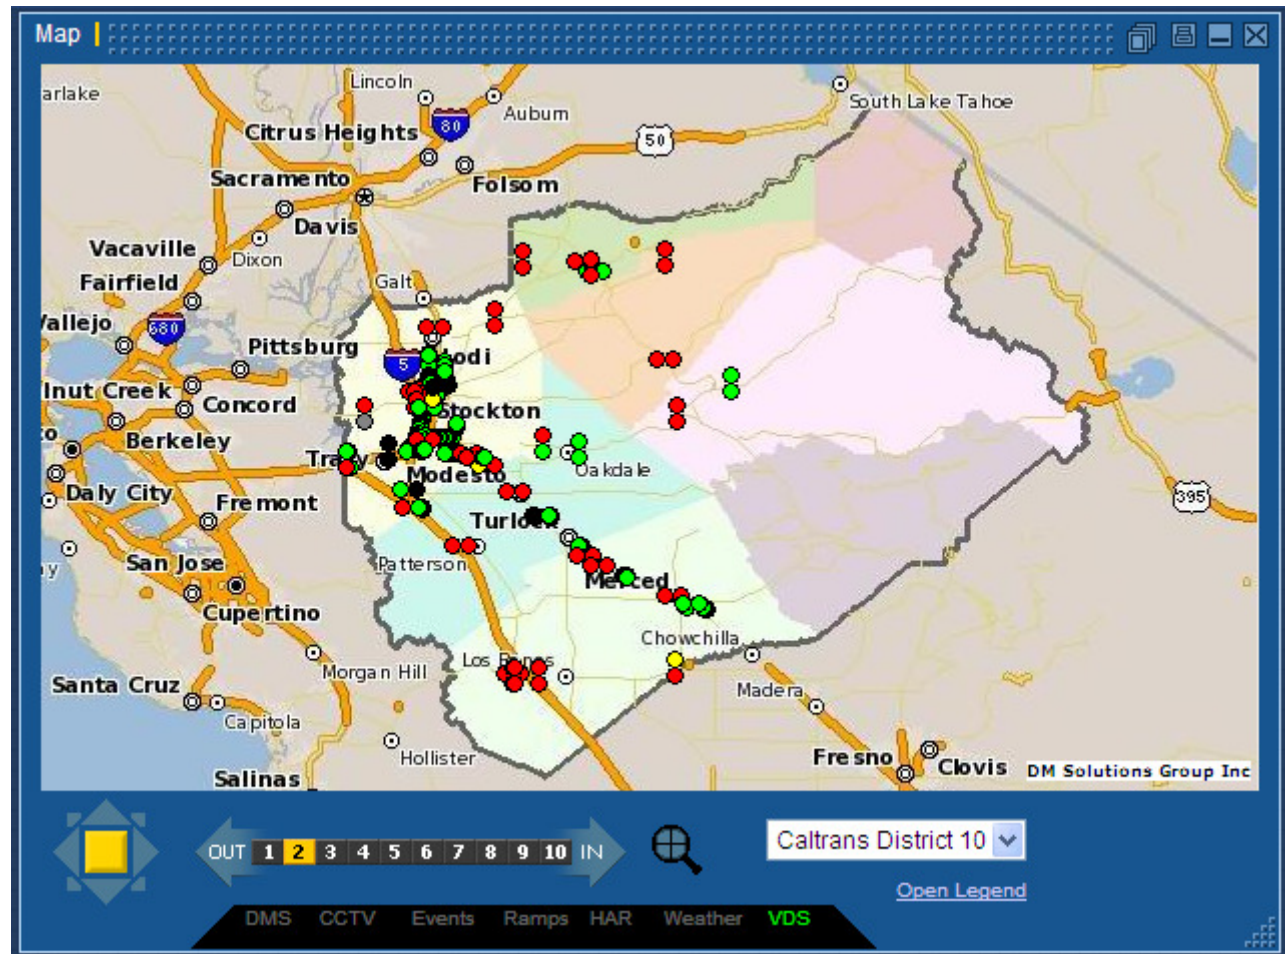 Map
Lincoln
arlake
South Lake Tahoe
Auburn
80
Citrus Heights
50
Sacramento
Folsom
Davis
Vacaville
Dixon
Fairfield
Galt
Vallejo
680
Pittsburg
5
odi
lnut Creek
Concord
Stockton
Berkeley
Oakdale
Modesto
Daly City
Fremont
395
Turlock
San Jose
Patterson
Merced
Cupertino
Chowchilla
Morgan Hill
Los Banos
Santa Cruz
Madera
Capitola
Hollister
Fresno
Clovis
DM Solutions Group Inc
Salinas
OUT 1 2 3 4 5 6 7 8 9 10 IN
Caltrans District 10
Open Legend
DMS CCTV Events Ramps HAR Weather VDS